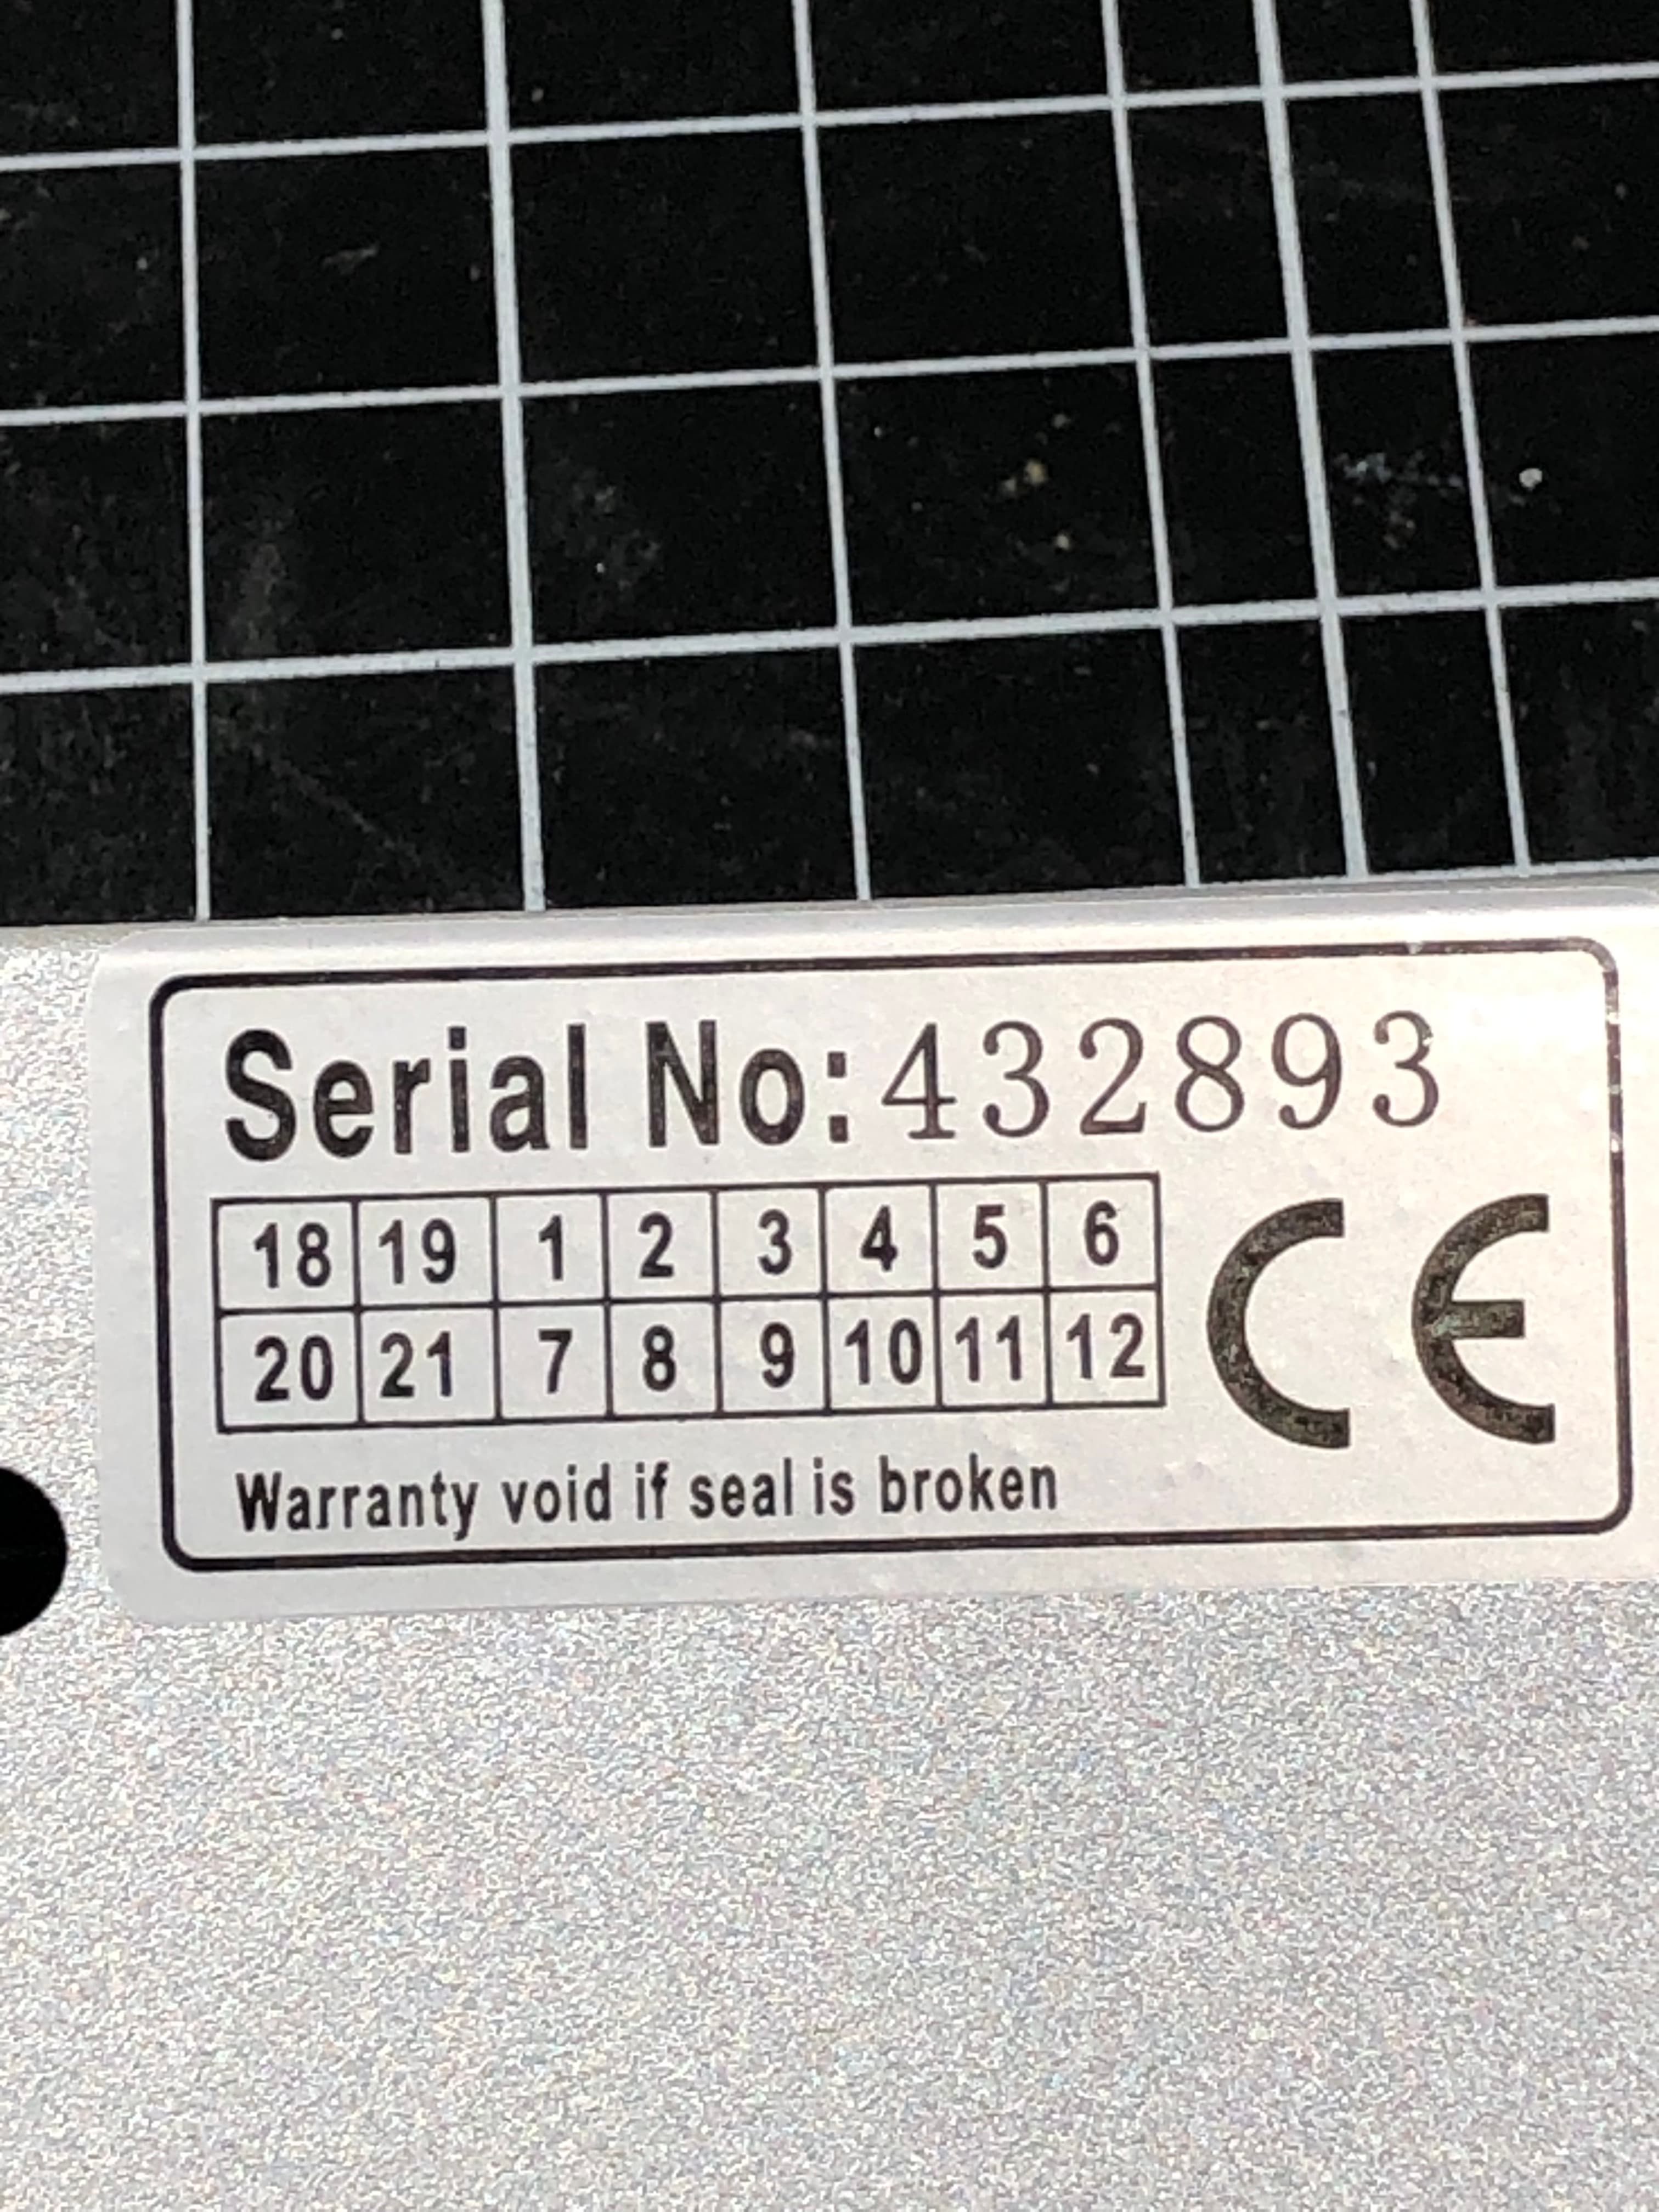 Serial No: 432893
18 19 1 2 3 4 5 6
20 21 7 8 9 10 11 12
CE
Warranty void if seal is broken